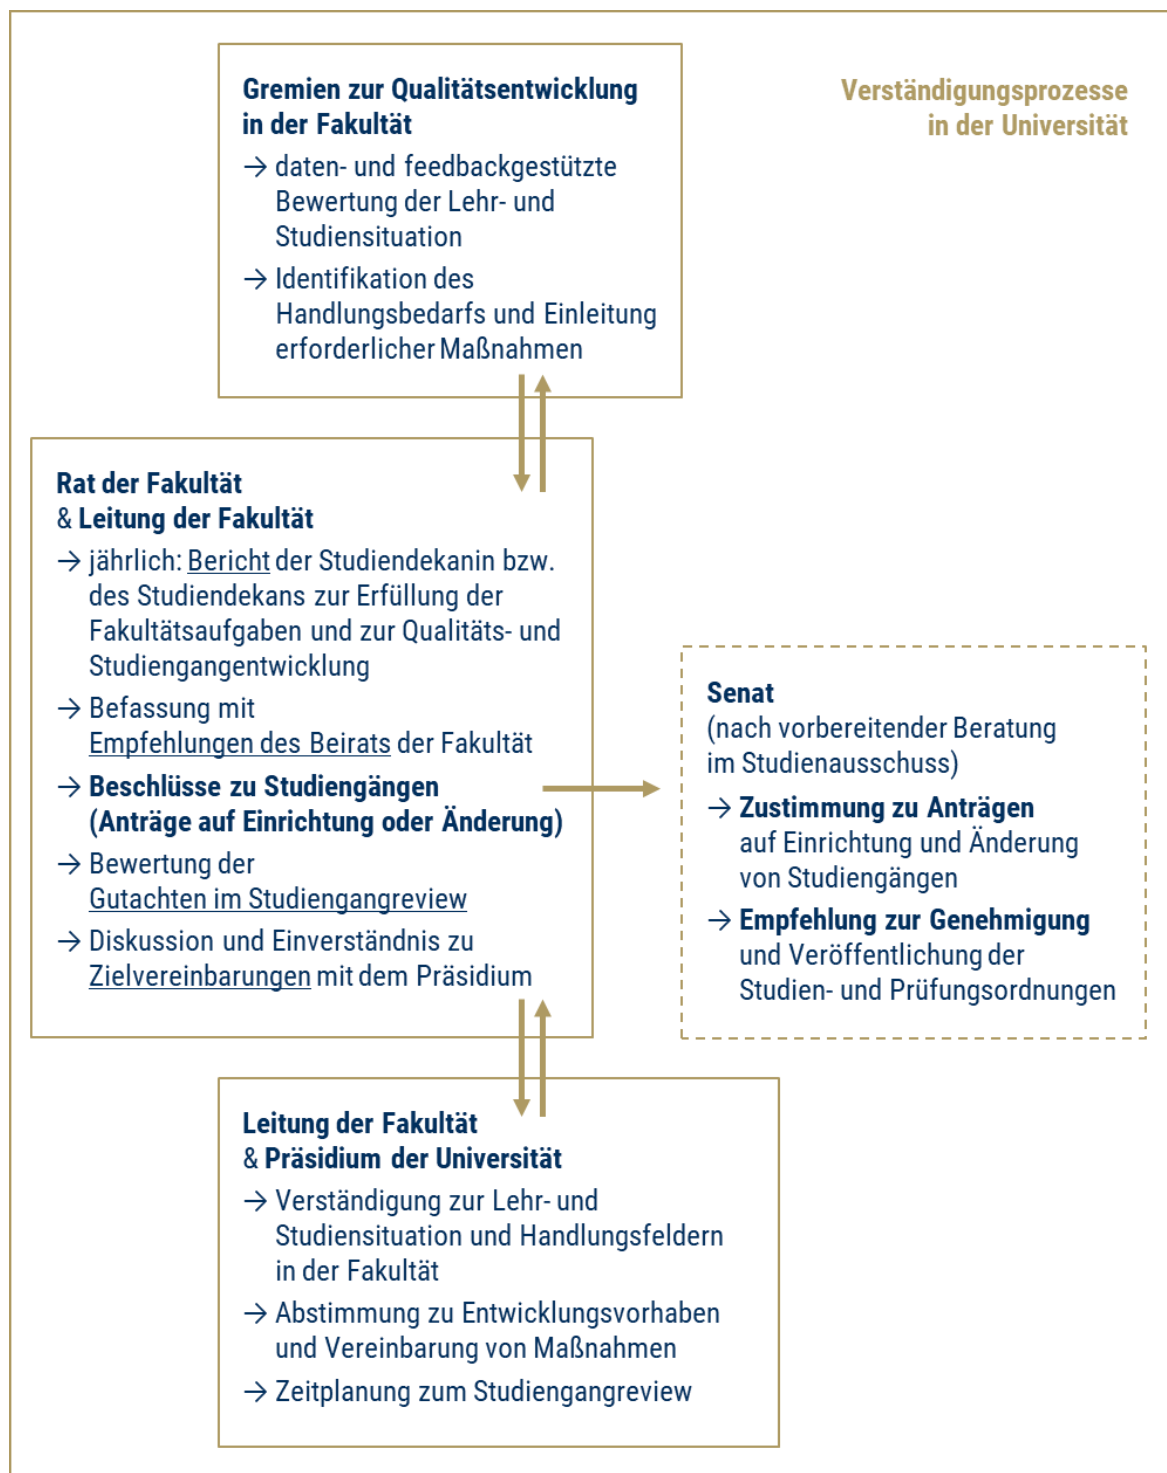 Verständigungsprozesse
in der Universität
Gremien zur Qualitätsentwicklung
in der Fakultät
→ daten- und feedbackgestützte
Bewertung der Lehr- und
Studiensituation
→ Identifikation des
Handlungsbedarfs und Einleitung
erforderlicher Maßnahmen
Rat der Fakultät
& Leitung der Fakultät
→ jährlich: Bericht der Studiendekanin bzw.
des Studiendekans zur Erfüllung der
Fakultätsaufgaben und zur Qualitäts- und
Studiengangentwicklung
→ Befassung mit
Empfehlungen des Beirats der Fakultät
→ Beschlüsse zu Studiengängen
(Anträge auf Einrichtung oder Änderung)
→ Bewertung der
Gutachten im Studiengangreview
→ Diskussion und Einverständnis zu
Zielvereinbarungen mit dem Präsidium
Senat
(nach vorbereitender Beratung
im Studienausschuss)
→ Zustimmung zu Anträgen
auf Einrichtung und Änderung
von Studiengängen
→ Empfehlung zur Genehmigung
und Veröffentlichung der
Studien- und Prüfungsordnungen
Leitung der Fakultät
& Präsidium der Universität
→ Verständigung zur Lehr- und
Studiensituation und Handlungsfeldern
in der Fakultät
→ Abstimmung zu Entwicklungsvorhaben
und Vereinbarung von Maßnahmen
→ Zeitplanung zum Studiengangreview